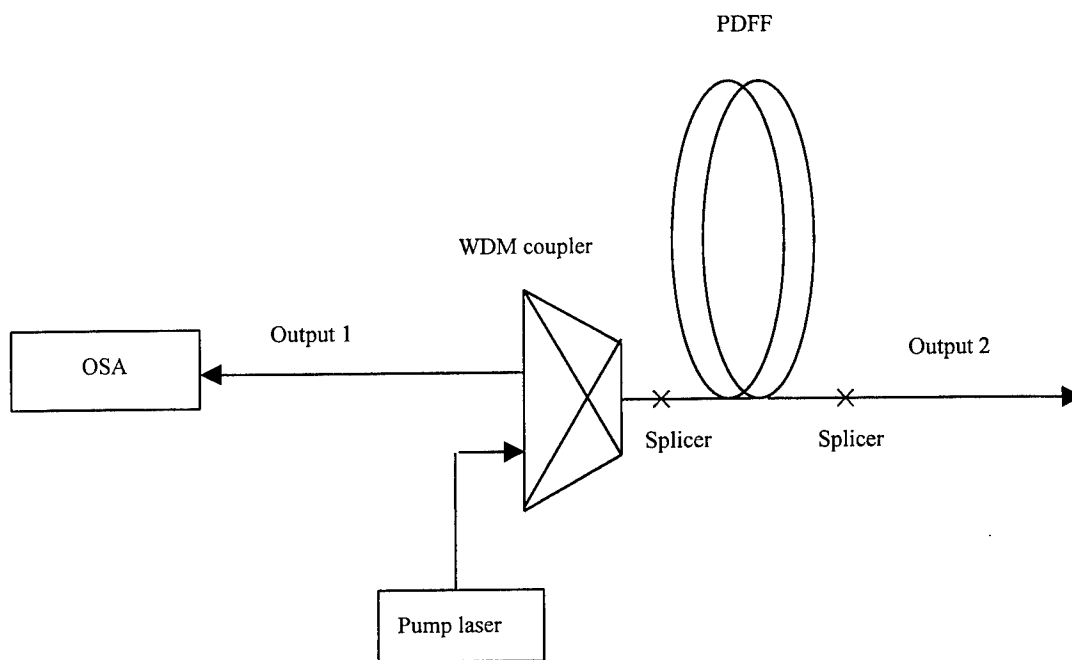 PDFF
WDM coupler
Output 1
Output 2
OSA
Splicer
Splicer
Pump laser